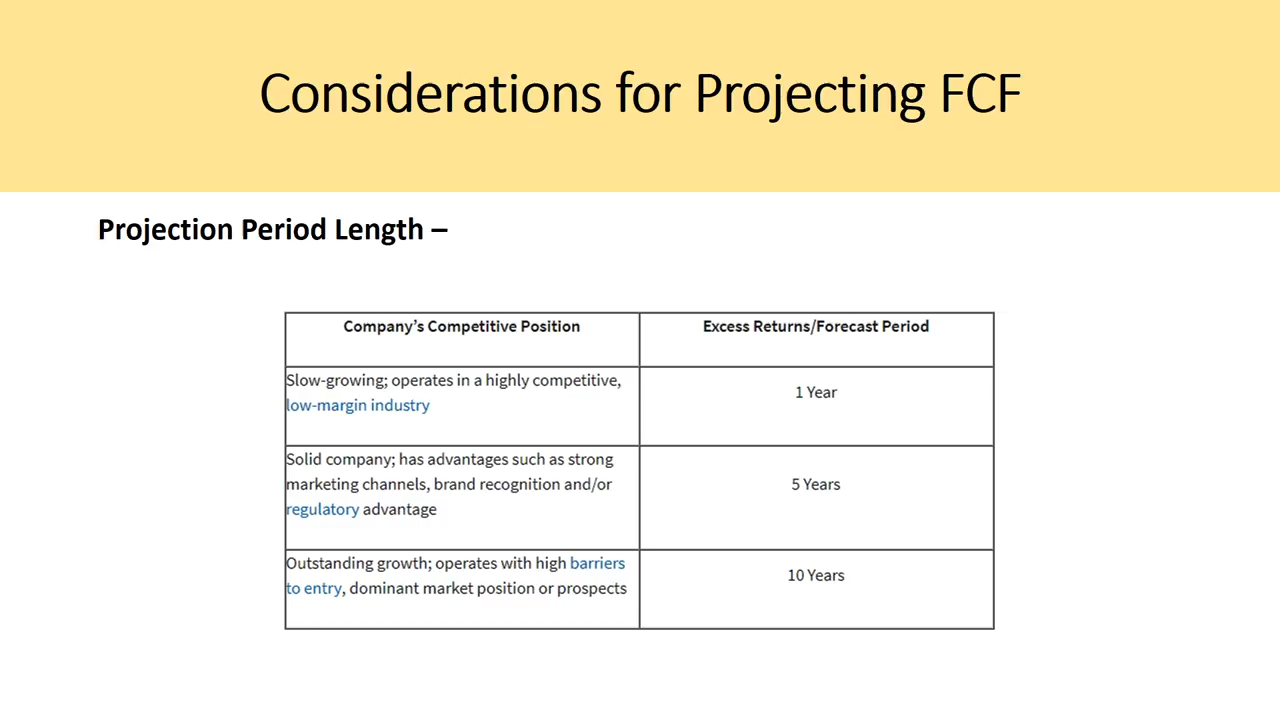 Considerations for Projecting FCF
Projection Period Length –
Company’s Competitive Position
Excess Returns/Forecast Period
Slow-growing; operates in a highly competitive,
low-margin industry
1 Year
Solid company; has advantages such as strong
marketing channels, brand recognition and/or
regulatory advantage
5 Years
Outstanding growth; operates with high barriers
to entry, dominant market position or prospects
10 Years